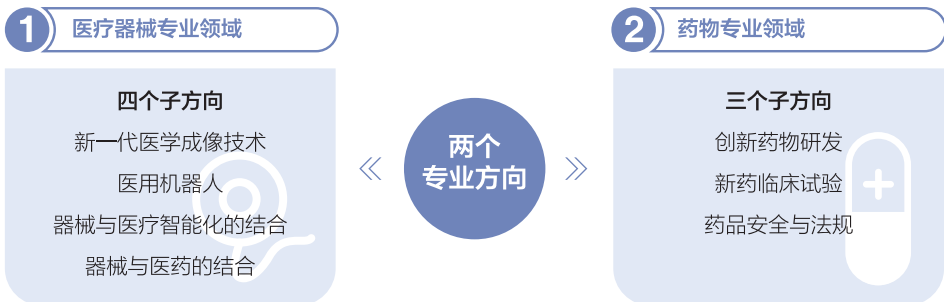 1 医疗器械专业领域
四个子方向
新一代医学成像技术
医用机器人
器械与医疗智能化的结合
器械与医药的结合
两个
专业方向
2 药物专业领域
三个子方向
创新药物研发
新药临床试验
药品安全与法规